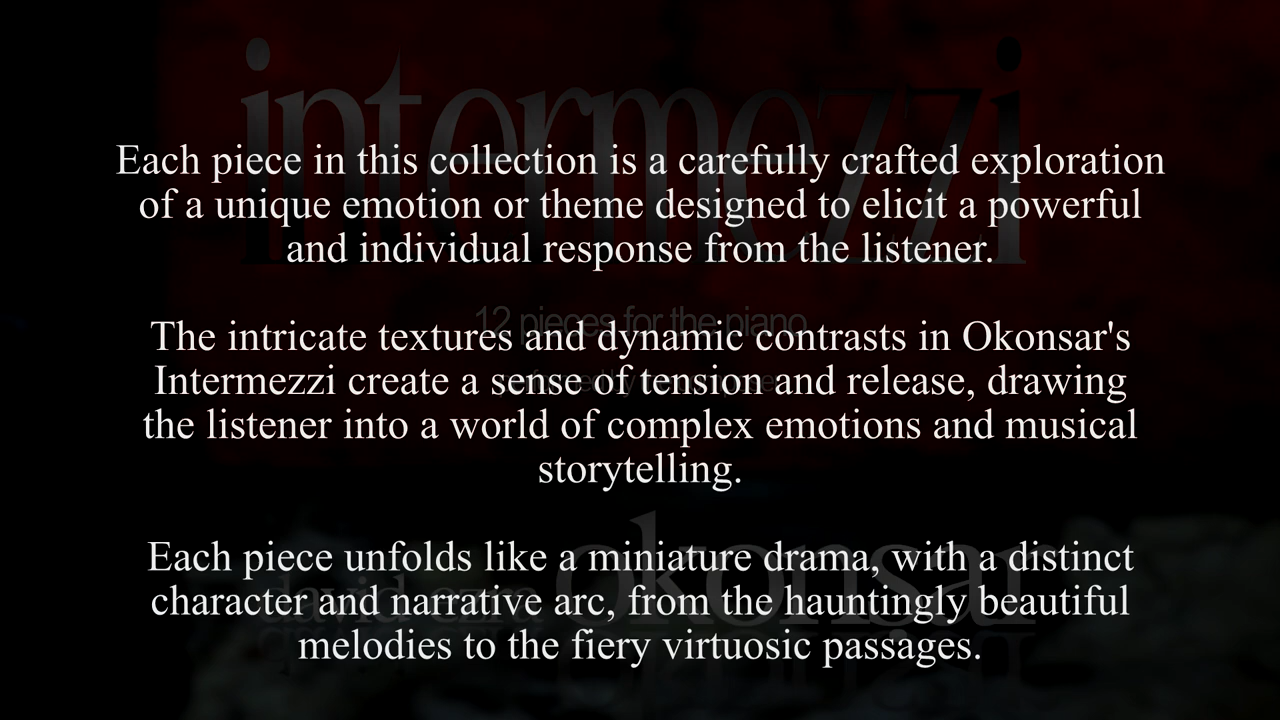 intermezzi
Each piece in this collection is a carefully crafted exploration
of a unique emotion or theme designed to elicit a powerful
and individual response from the listener.
12 pieces for the piano
The intricate textures and dynamic contrasts in Okonsar's
Intermezzi create a sense of tension and release, drawing
the listener into a world of complex emotions and musical
storytelling.
Each piece unfolds like a miniature drama, with a distinct
character and narrative arc, from the hauntingly beautiful
melodies to the fiery virtuosic passages.
david ezra okonsar